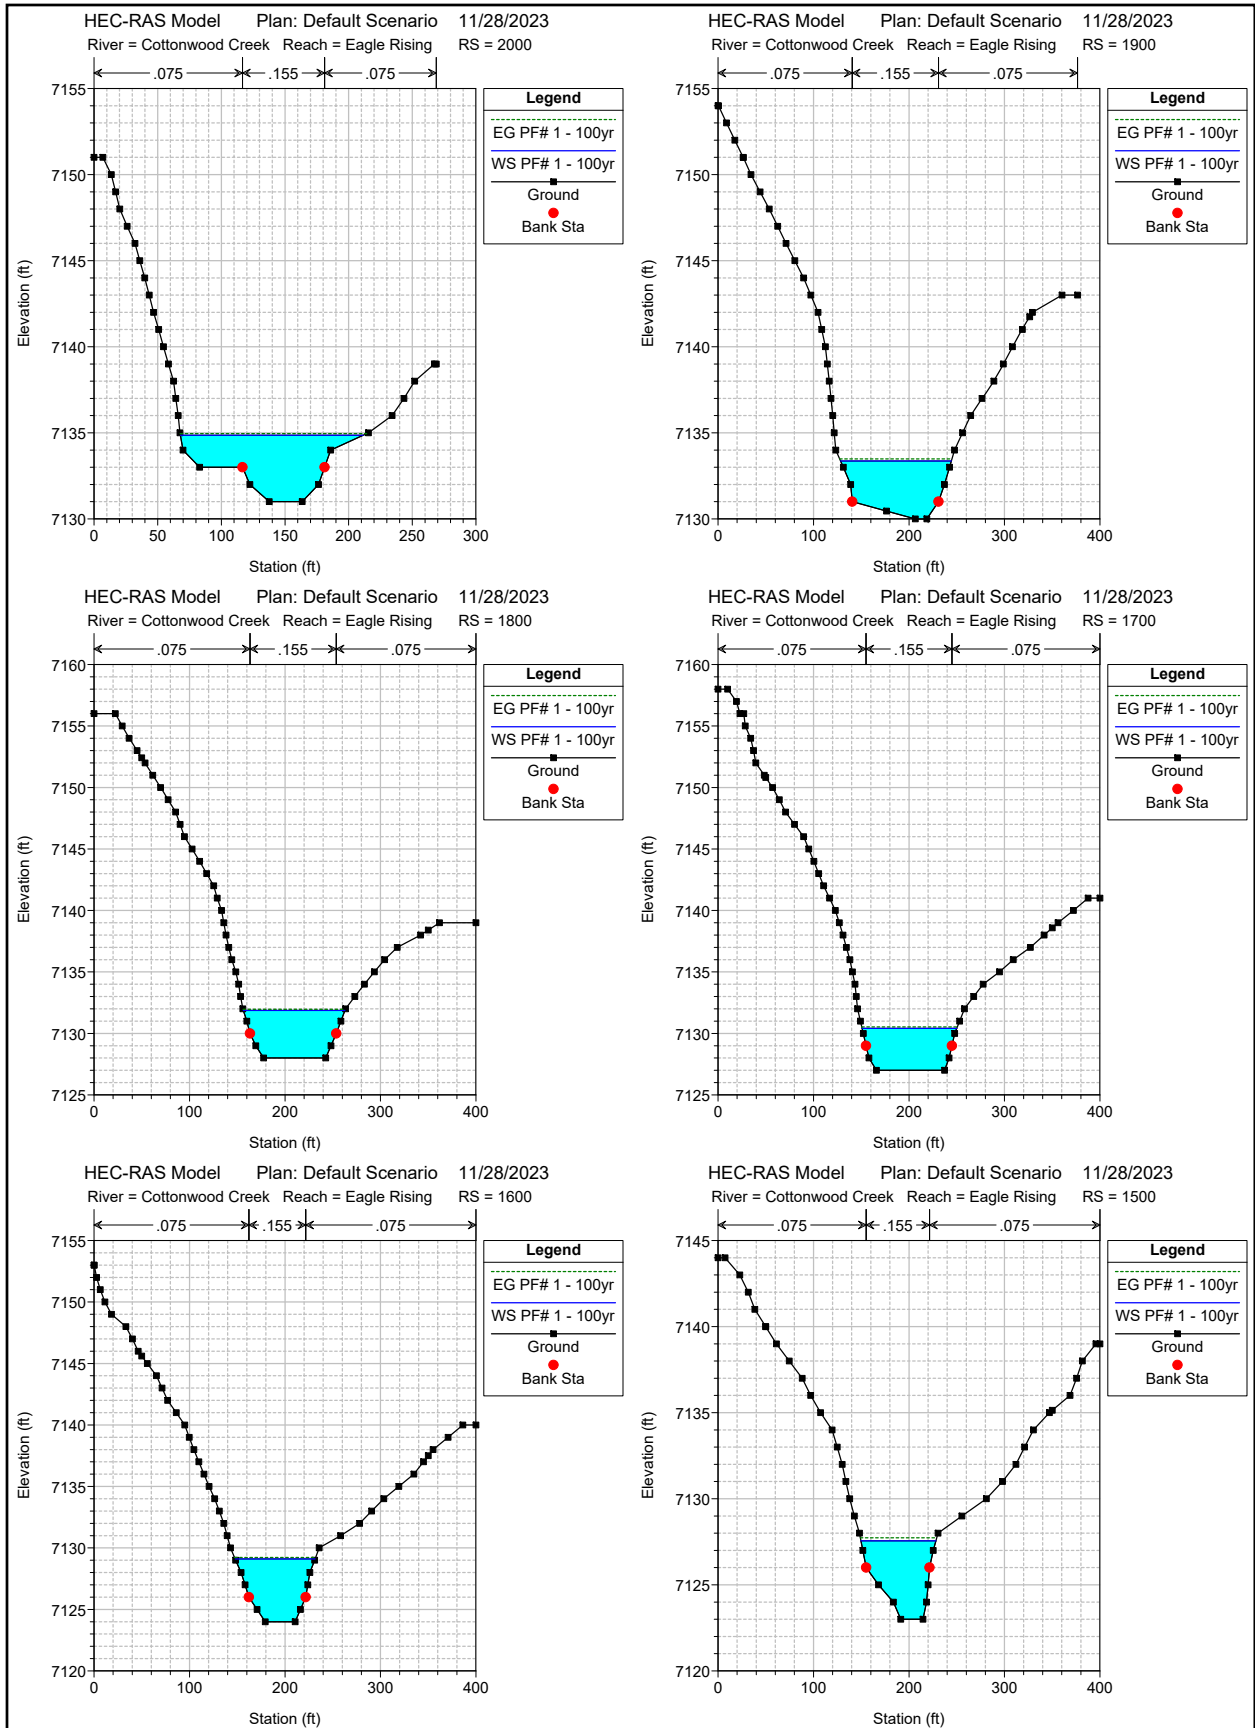 HEC-RAS Model Plan: Default Scenario 11/28/2023
River = Cottonwood Creek Reach = Eagle Rising RS = 2000
.075 .155 .075
7155
7150
7145
7140
7135
7130
Elevation (ft)
0 50 100 150 200 250 300
Station (ft)
Legend
EG PF# 1 - 100yr
WS PF# 1 - 100yr
Ground
Bank Sta
HEC-RAS Model Plan: Default Scenario 11/28/2023
River = Cottonwood Creek Reach = Eagle Rising RS = 1900
.075 .155 .075
7155
7150
7145
7140
7135
7130
Elevation (ft)
0 100 200 300 400
Station (ft)
Legend
EG PF# 1 - 100yr
WS PF# 1 - 100yr
Ground
Bank Sta
HEC-RAS Model Plan: Default Scenario 11/28/2023
River = Cottonwood Creek Reach = Eagle Rising RS = 1800
.075 .155 .075
7160
7155
7150
7145
7140
7135
7130
7125
Elevation (ft)
0 100 200 300 400
Station (ft)
Legend
EG PF# 1 - 100yr
WS PF# 1 - 100yr
Ground
Bank Sta
HEC-RAS Model Plan: Default Scenario 11/28/2023
River = Cottonwood Creek Reach = Eagle Rising RS = 1700
.075 .155 .075
7160
7155
7150
7145
7140
7135
7130
7125
Elevation (ft)
0 100 200 300 400
Station (ft)
Legend
EG PF# 1 - 100yr
WS PF# 1 - 100yr
Ground
Bank Sta
HEC-RAS Model Plan: Default Scenario 11/28/2023
River = Cottonwood Creek Reach = Eagle Rising RS = 1600
.075 .155 .075
7155
7150
7145
7140
7135
7130
7125
7120
Elevation (ft)
0 100 200 300 400
Station (ft)
Legend
EG PF# 1 - 100yr
WS PF# 1 - 100yr
Ground
Bank Sta
HEC-RAS Model Plan: Default Scenario 11/28/2023
River = Cottonwood Creek Reach = Eagle Rising RS = 1500
.075 .155 .075
7145
7140
7135
7130
7125
7120
Elevation (ft)
0 100 200 300 400
Station (ft)
Legend
EG PF# 1 - 100yr
WS PF# 1 - 100yr
Ground
Bank Sta